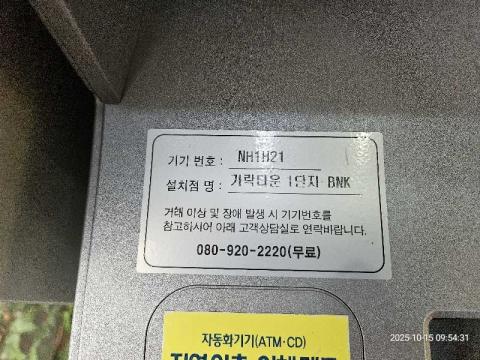 기기 번호 : NH1H21
설치점 명 : 가락타운 1단지 BNK
거래 이상 및 장애 발생 시 기기번호를
참고하시어 아래 고객상담실로 연락바랍니다.
080-920-2220(무료)
자동화기기(ATM·CD)
2025-10-15 09:54:31